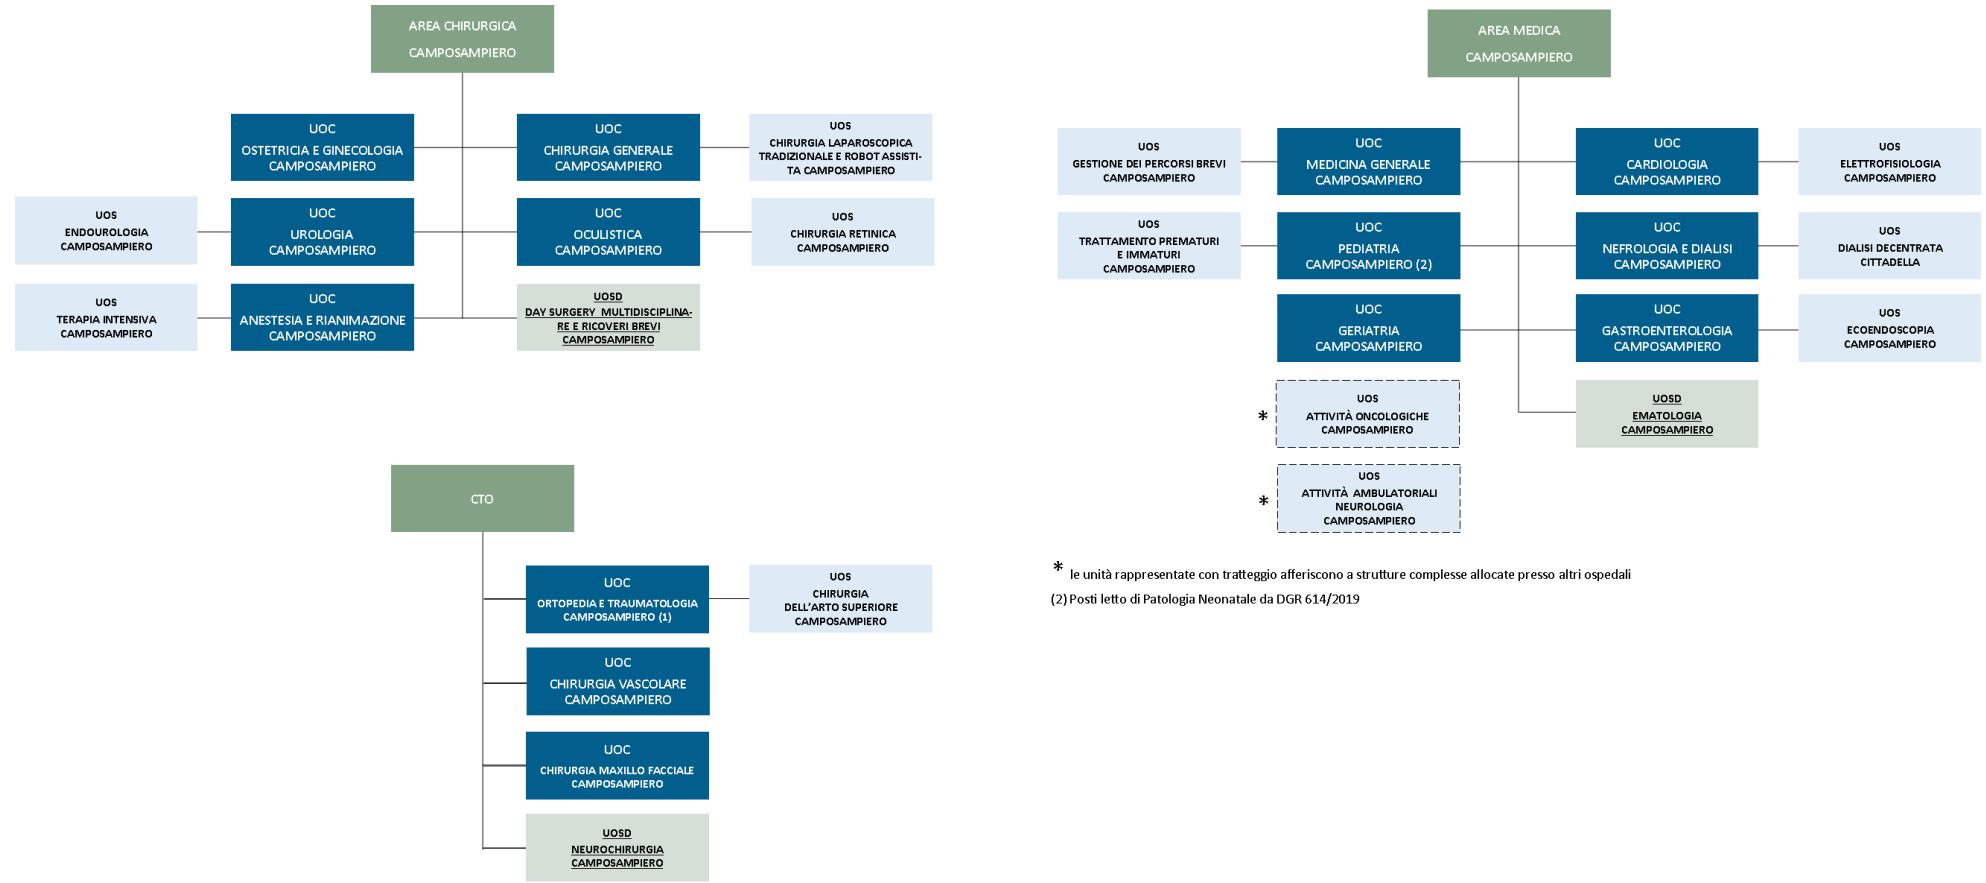 AREA CHIRURGICA
CAMPOSAMPIERO
UOC
OSTETRICIA E GINECOLOGIA
CAMPOSAMPIERO
UOC
CHIRURGIA GENERALE
CAMPOSAMPIERO
UOS
CHIRURGIA LAPAROSCOPICA
TRADIZIONALE E ROBOT ASSISTI-
TA CAMPOSAMPIERO
UOS
ENDOUROLOGIA
CAMPOSAMPIERO
UOC
UROLOGIA
CAMPOSAMPIERO
UOC
OCULISTICA
CAMPOSAMPIERO
UOS
CHIRURGIA RETINICA
CAMPOSAMPIERO
UOS
TERAPIA INTENSIVA
CAMPOSAMPIERO
UOC
ANESTESIA E RIANIMAZIONE
CAMPOSAMPIERO
UOSD
DAY SURGERY MULTIDISCIPLINA-
RE E RICOVERI BREVI
CAMPOSAMPIERO
CTO
UOC
ORTOPEDIA E TRAUMATOLOGIA
CAMPOSAMPIERO (1)
UOS
CHIRURGIA
DELL'ARTO SUPERIORE
CAMPOSAMPIERO
UOC
CHIRURGIA VASCOLARE
CAMPOSAMPIERO
UOC
CHIRURGIA MAXILLO FACCIALE
CAMPOSAMPIERO
UOSD
NEUROCHIRURGIA
CAMPOSAMPIERO
AREA MEDICA
CAMPOSAMPIERO
UOS
GESTIONE DEI PERCORSI BREVI
CAMPOSAMPIERO
UOC
MEDICINA GENERALE
CAMPOSAMPIERO
UOC
CARDIOLOGIA
CAMPOSAMPIERO
UOS
ELETTROFISIOLOGIA
CAMPOSAMPIERO
UOS
TRATTAMENTO PREMATURI
E IMMATURI
CAMPOSAMPIERO
UOC
PEDIATRIA
CAMPOSAMPIERO (2)
UOC
NEFROLOGIA E DIALISI
CAMPOSAMPIERO
UOS
DIALISI DECENTRATA
CITTADELLA
UOC
GERIATRIA
CAMPOSAMPIERO
UOC
GASTROENTEROLOGIA
CAMPOSAMPIERO
UOS
ECOENDOSCOPIA
CAMPOSAMPIERO
*
UOS
ATTIVITÀ ONCOLOGICHE
CAMPOSAMPIERO
UOSD
EMATOLOGIA
CAMPOSAMPIERO
*
UOS
ATTIVITÀ AMBULATORIALI
NEUROLOGIA
CAMPOSAMPIERO
* le unità rappresentate con tratteggio afferiscono a strutture complesse allocate presso altri ospedali
(2) Posti letto di Patologia Neonatale da DGR 614/2019